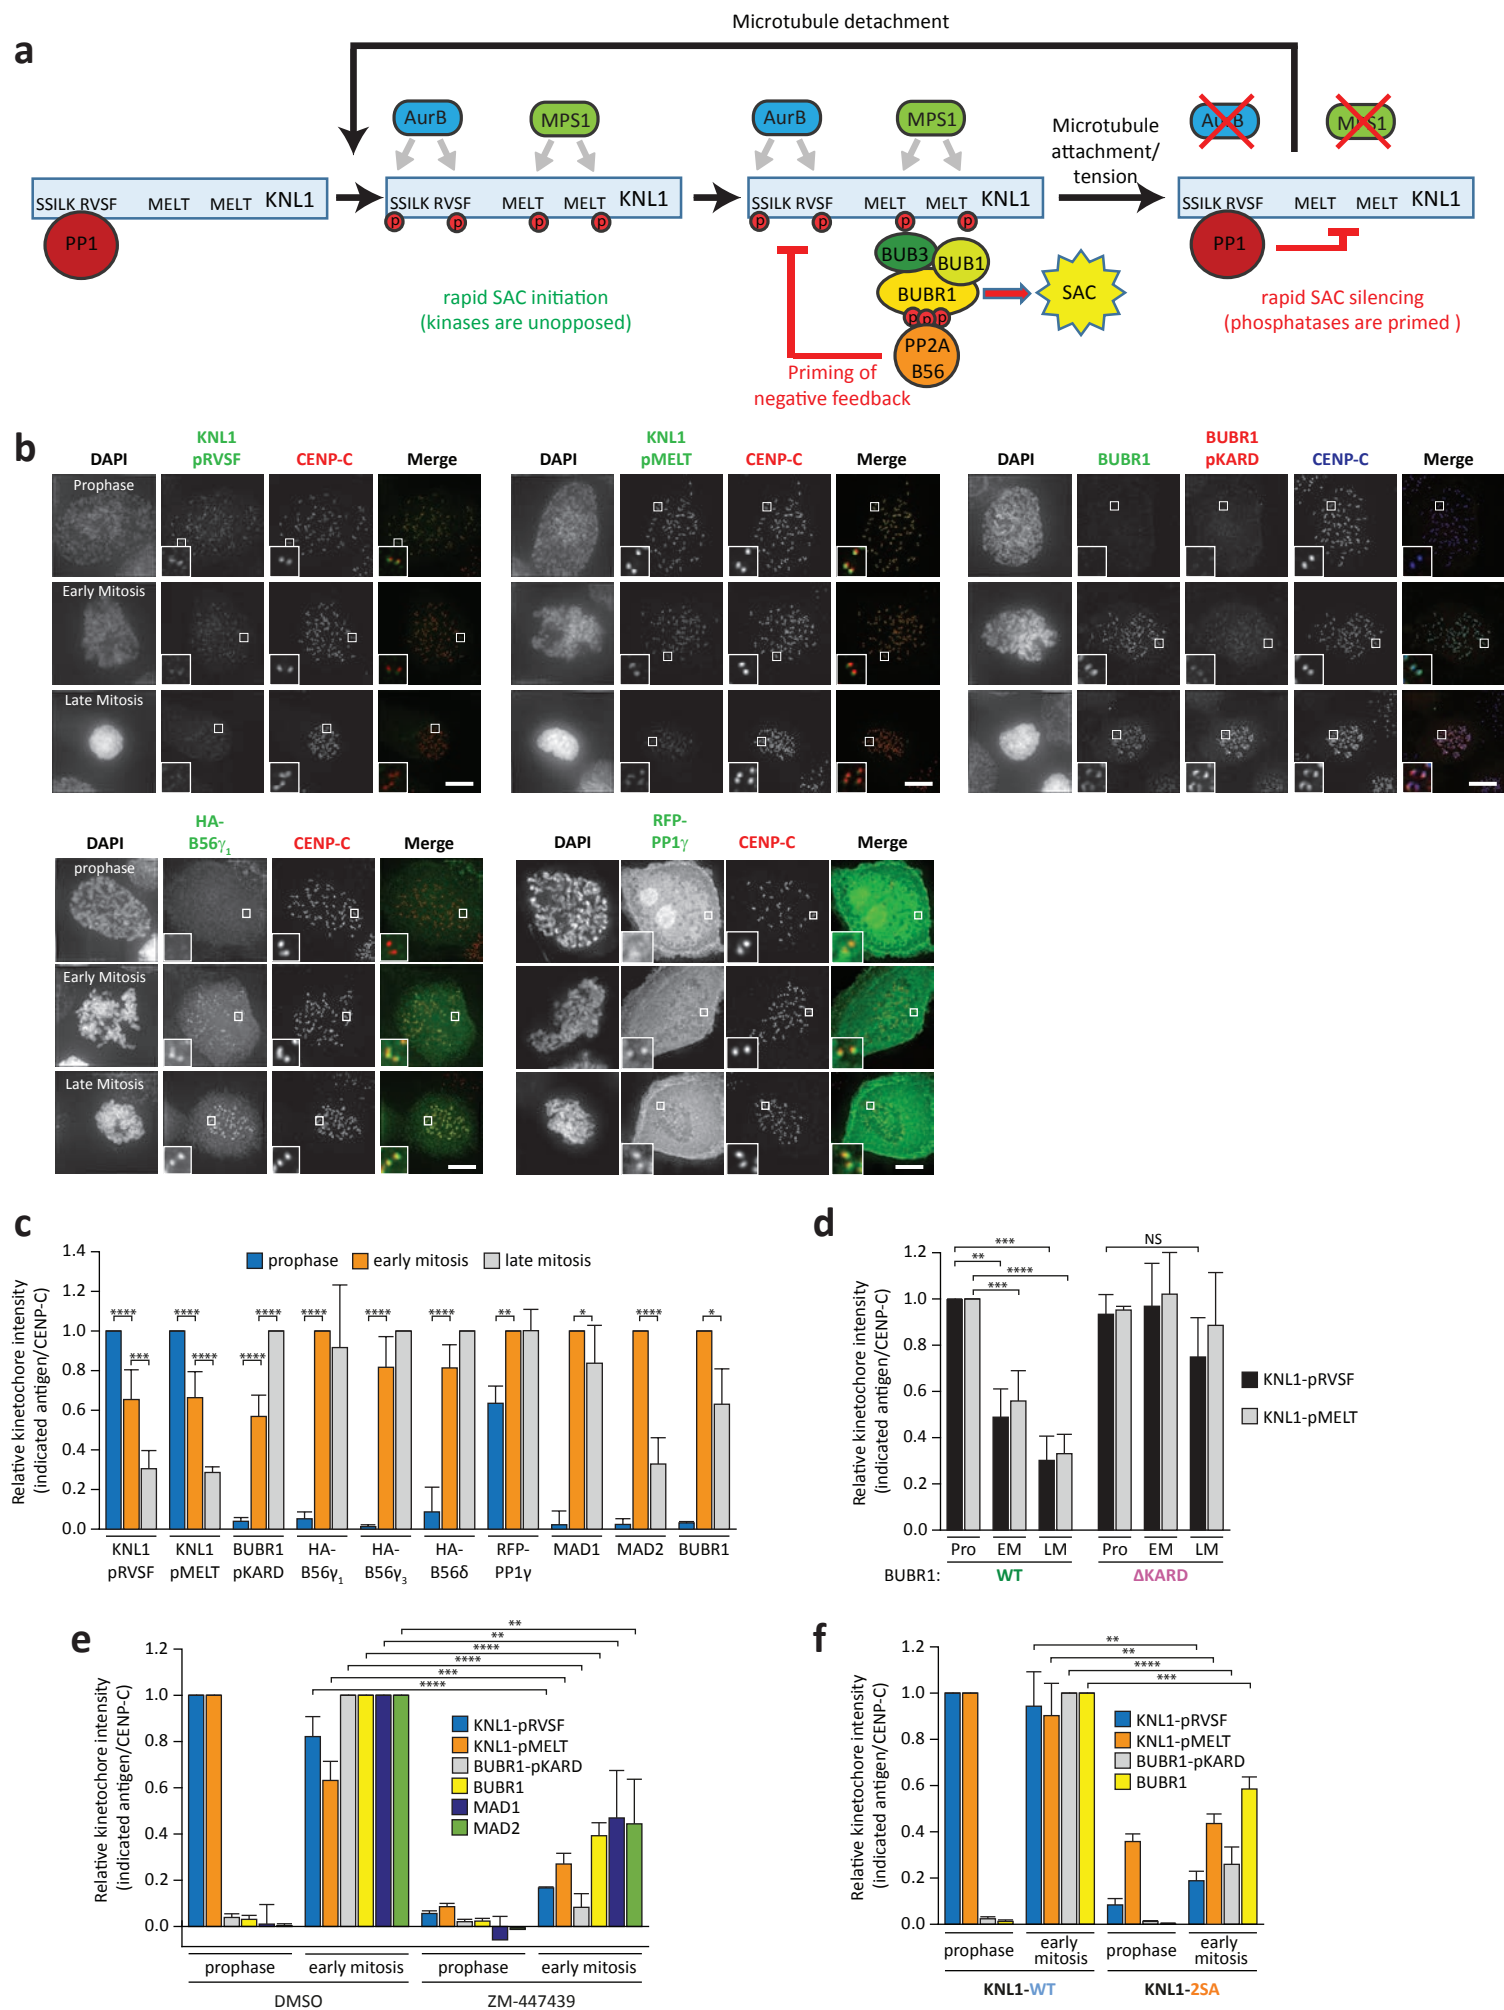 a
Microtubule detachment
AurB MPS1 AurB MPS1 AurB MPS1
Microtubule
attachment/
tension
SSILK RVSF MELT MELT KNL1
SSILK RVSF MELT MELT KNL1
SSILK RVSF MELT MELT KNL1
SSILK RVSF MELT MELT KNL1
p p p p
p p p p
PP1
BUB3 BUB1
BUBR1
p p p
PP2A
B56
SAC
PP1
rapid SAC initiation
(kinases are unopposed)
Priming of
negative feedback
rapid SAC silencing
(phosphatases are primed )
b
DAPI KNL1 pRVSF CENP-C Merge
Prophase
Early Mitosis
Late Mitosis
DAPI KNL1 pMELT CENP-C Merge
DAPI BUBR1 BUBR1 pKARD CENP-C Merge
DAPI HA-B56γ1 CENP-C Merge
prophase
Early Mitosis
Late Mitosis
DAPI RFP-PP1γ CENP-C Merge
c
Relative kinetochore intensity
(indicated antigen/CENP-C)
1.4
1.2
1.0
0.8
0.6
0.4
0.2
0.0
prophase early mitosis late mitosis
**** *** **** **** **** **** **** **** **** ** * **** *
KNL1 pRVSF
KNL1 pMELT
BUBR1 pKARD
HA-B56γ1
HA-B56γ3
HA-B56δ
RFP-PP1γ
MAD1
MAD2
BUBR1
d
Relative kinetochore intensity
(indicated antigen/CENP-C)
1.2
1.0
0.8
0.6
0.4
0.2
0.0
***
**
****
***
NS
KNL1-pRVSF
KNL1-pMELT
Pro EM LM Pro EM LM
BUBR1: WT ΔKARD
e
Relative kinetochore intensity
(indicated antigen/CENP-C)
1.2
1.0
0.8
0.6
0.4
0.2
0.0
**
**
****
****
***
****
KNL1-pRVSF
KNL1-pMELT
BUBR1-pKARD
BUBR1
MAD1
MAD2
prophase early mitosis prophase early mitosis
DMSO ZM-447439
f
Relative kinetochore intensity
(indicated antigen/CENP-C)
1.2
1.0
0.8
0.6
0.4
0.2
0.0
**
**
****
***
KNL1-pRVSF
KNL1-pMELT
BUBR1-pKARD
BUBR1
prophase early mitosis prophase early mitosis
KNL1-WT KNL1-2SA